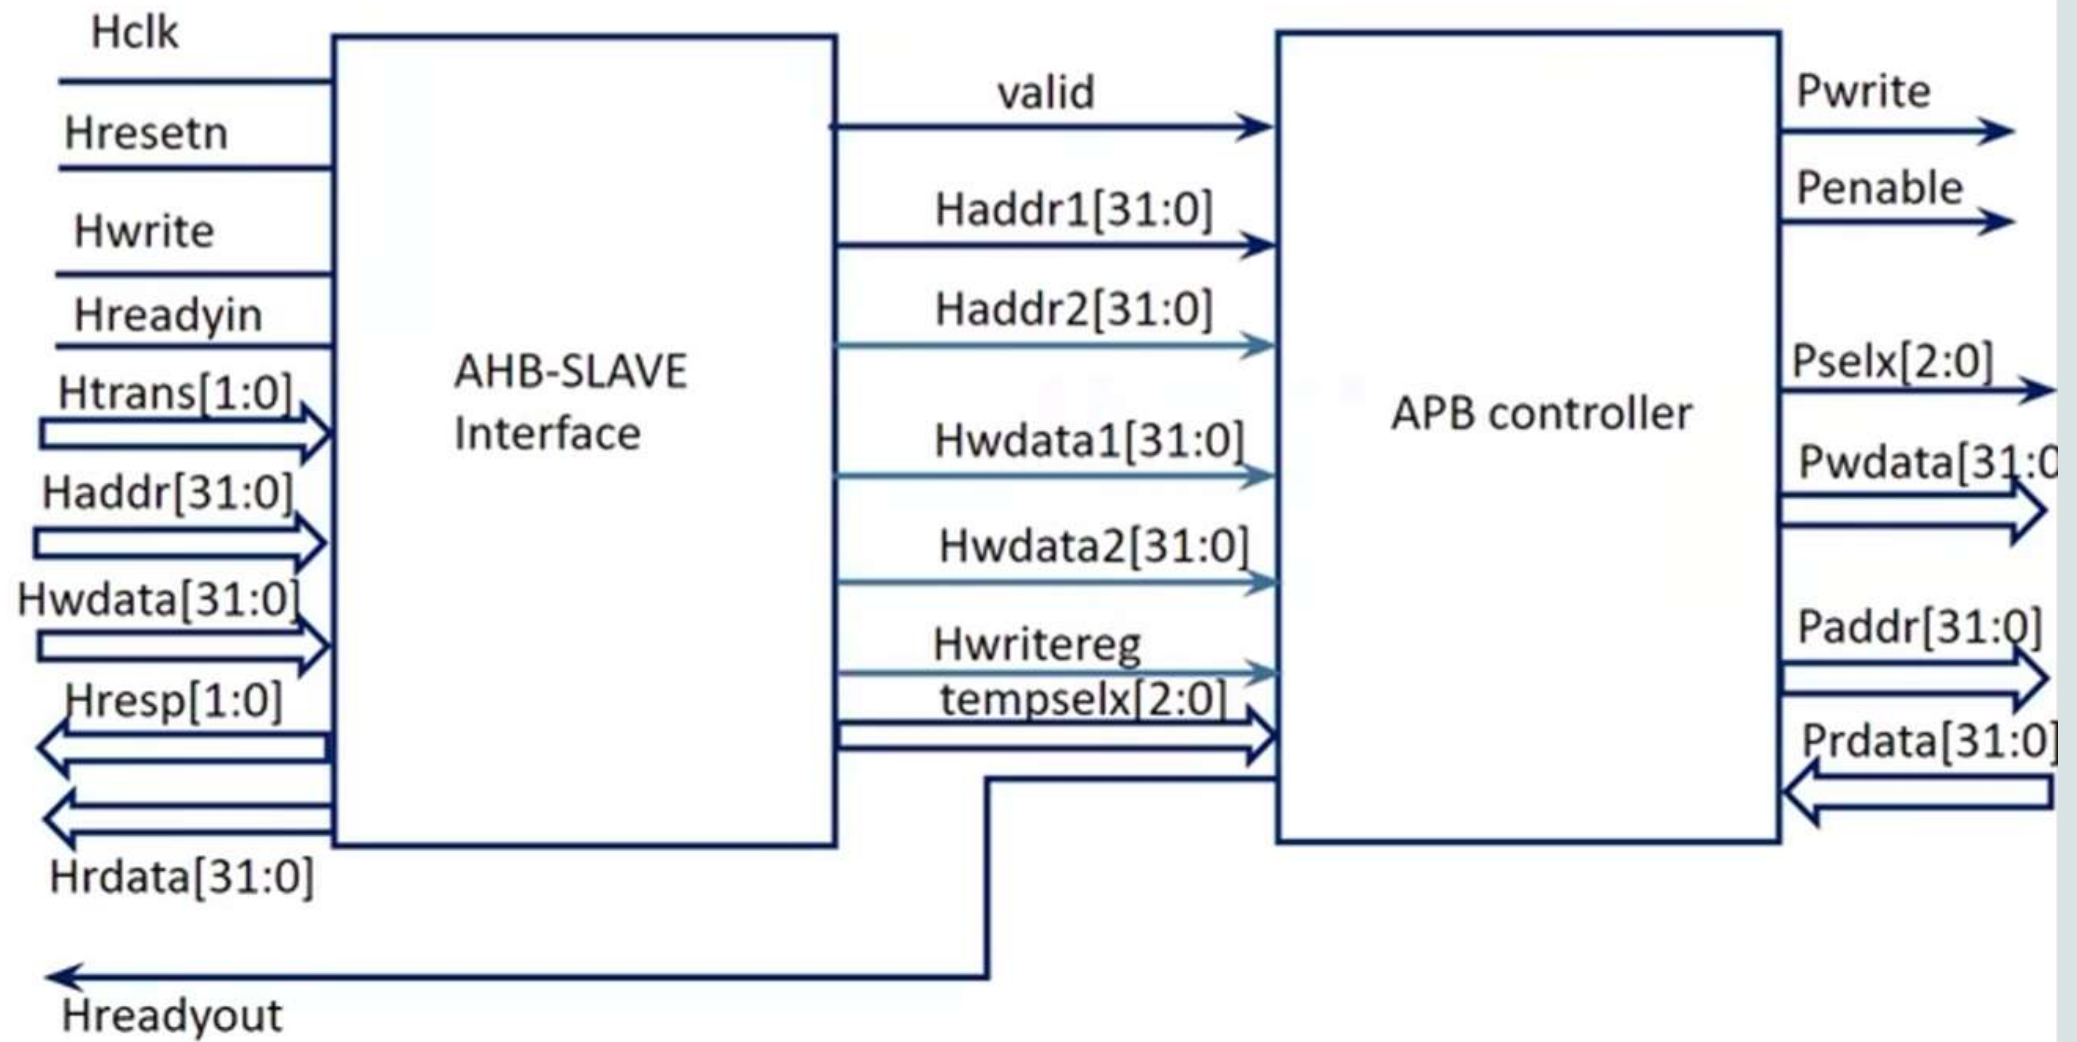 Hclk
Hresetn
Hwrite
Hreadyin
Htrans[1:0]
Haddr[31:0]
Hwdata[31:0]
Hresp[1:0]
Hrdata[31:0]
Hreadyout
AHB-SLAVE
Interface
valid
Haddr1[31:0]
Haddr2[31:0]
Hwdata1[31:0]
Hwdata2[31:0]
Hwritereg
tempselx[2:0]
APB controller
Pwrite
Penable
Pselx[2:0]
Pwdata[31:0
Paddr[31:0]
Prdata[31:0]